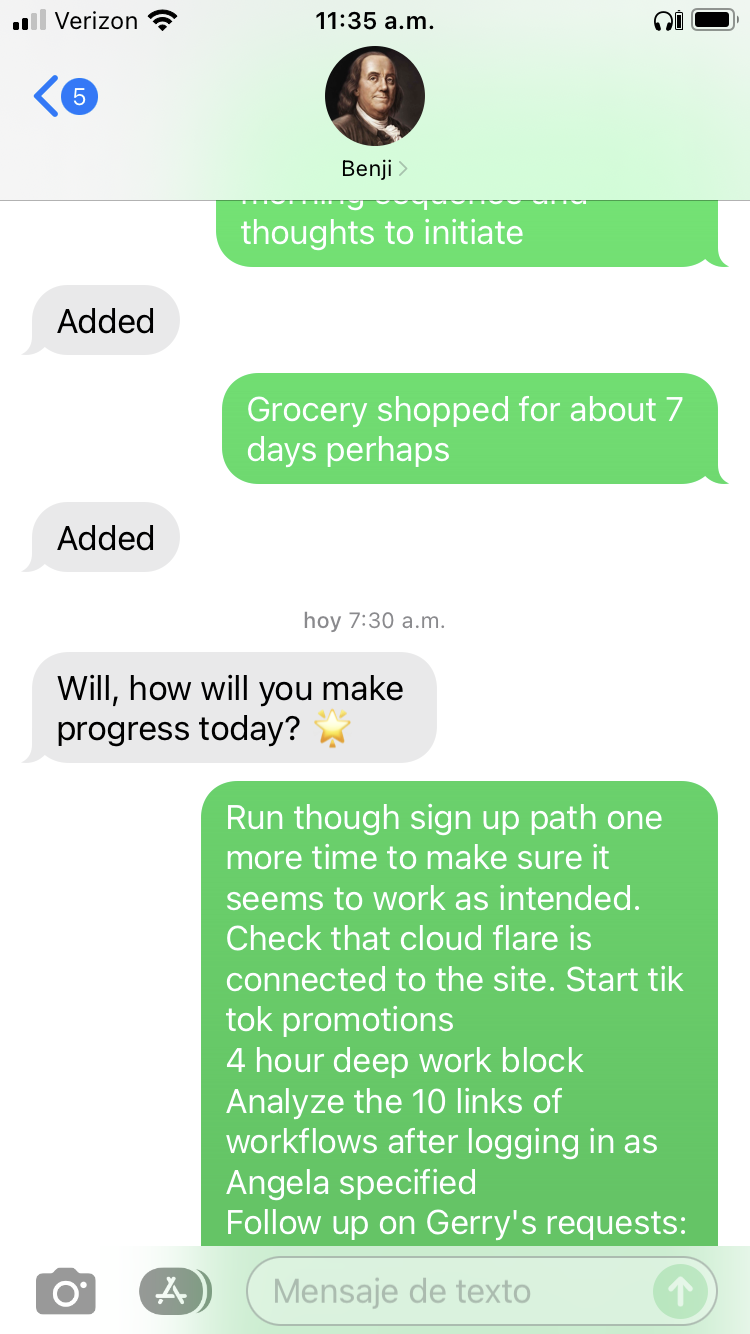 Verizon 11:35 a.m.
5
Benji
morning sequence and
thoughts to initiate
Added
Grocery shopped for about 7
days perhaps
Added
hoy 7:30 a.m.
Will, how will you make
progress today? 🌟
Run though sign up path one
more time to make sure it
seems to work as intended.
Check that cloud flare is
connected to the site. Start tik
tok promotions
4 hour deep work block
Analyze the 10 links of
workflows after logging in as
Angela specified
Follow up on Gerry's requests:
Mensaje de texto